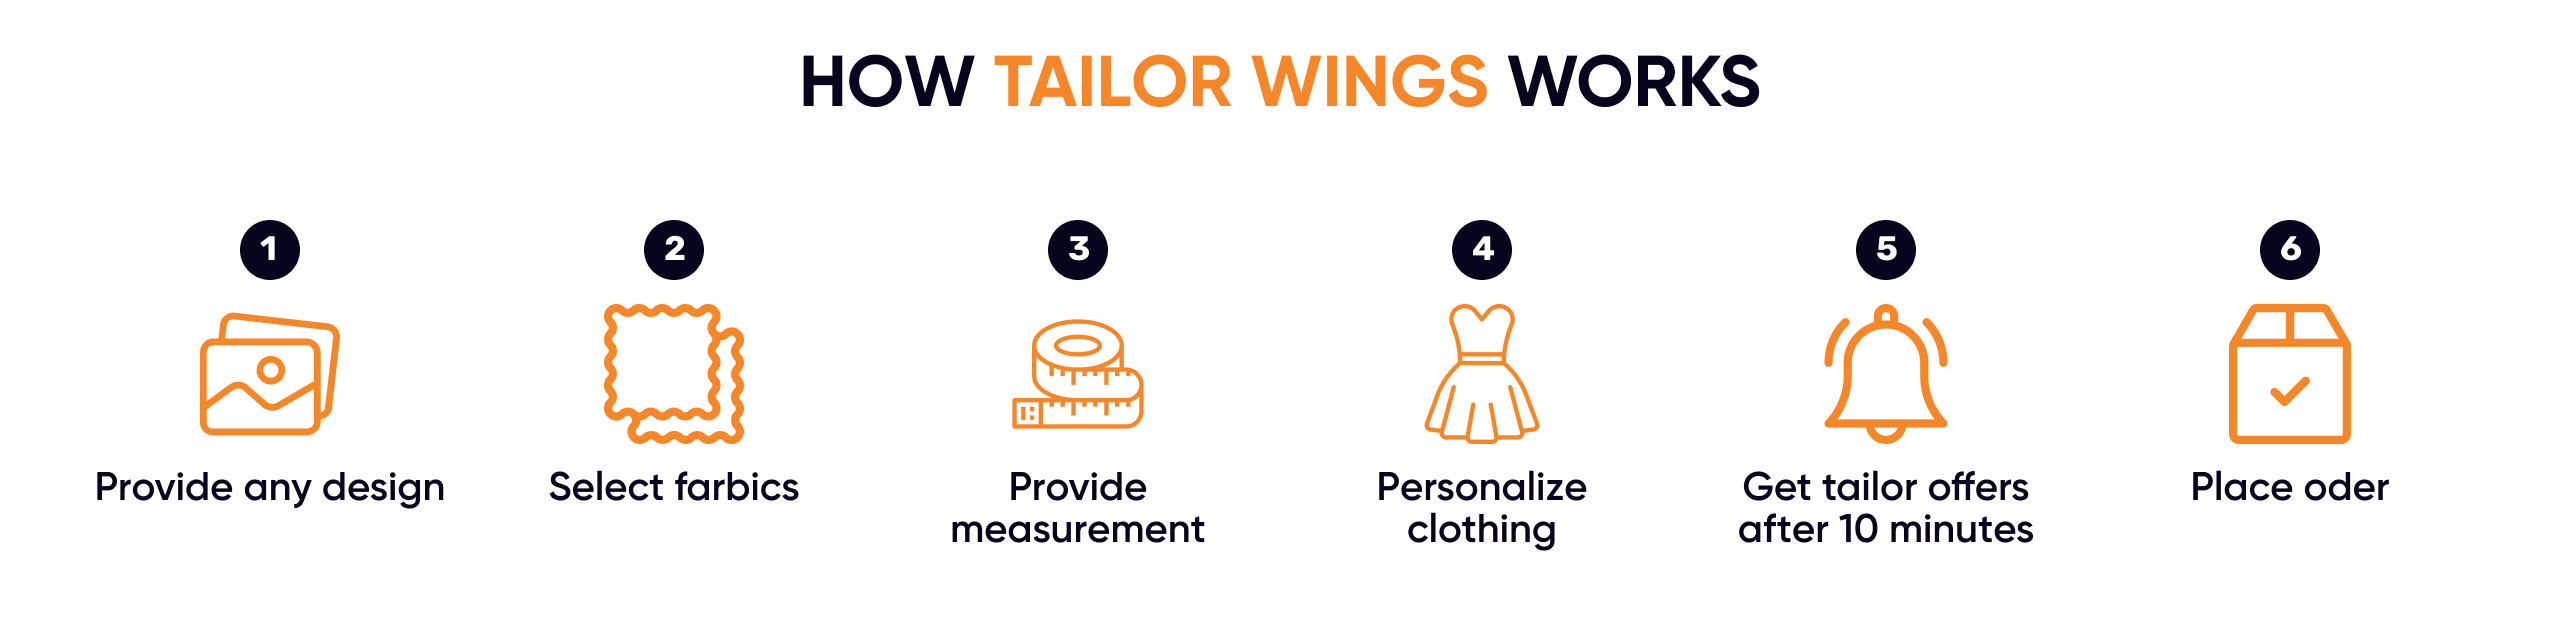 HOW TAILOR WINGS WORKS
1
Provide any design
2
Select farbics
3
Provide
measurement
4
Personalize
clothing
5
Get tailor offers
after 10 minutes
6
Place oder